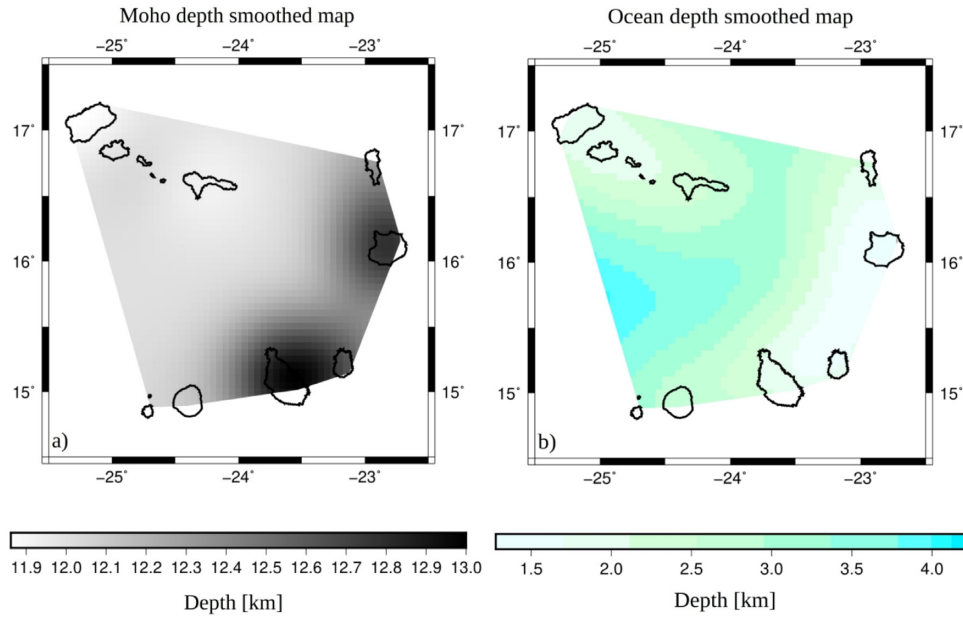 Moho depth smoothed map
Ocean depth smoothed map
−25˚ −24˚ −23˚
−25˚ −24˚ −23˚
17˚ 17˚ 17˚ 17˚
16˚ 16˚ 16˚ 16˚
15˚ 15˚ 15˚ 15˚
a)
b)
−25˚ −24˚ −23˚
−25˚ −24˚ −23˚
11.9 12.0 12.1 12.2 12.3 12.4 12.5 12.6 12.7 12.8 12.9 13.0
Depth [km]
1.5 2.0 2.5 3.0 3.5 4.0
Depth [km]